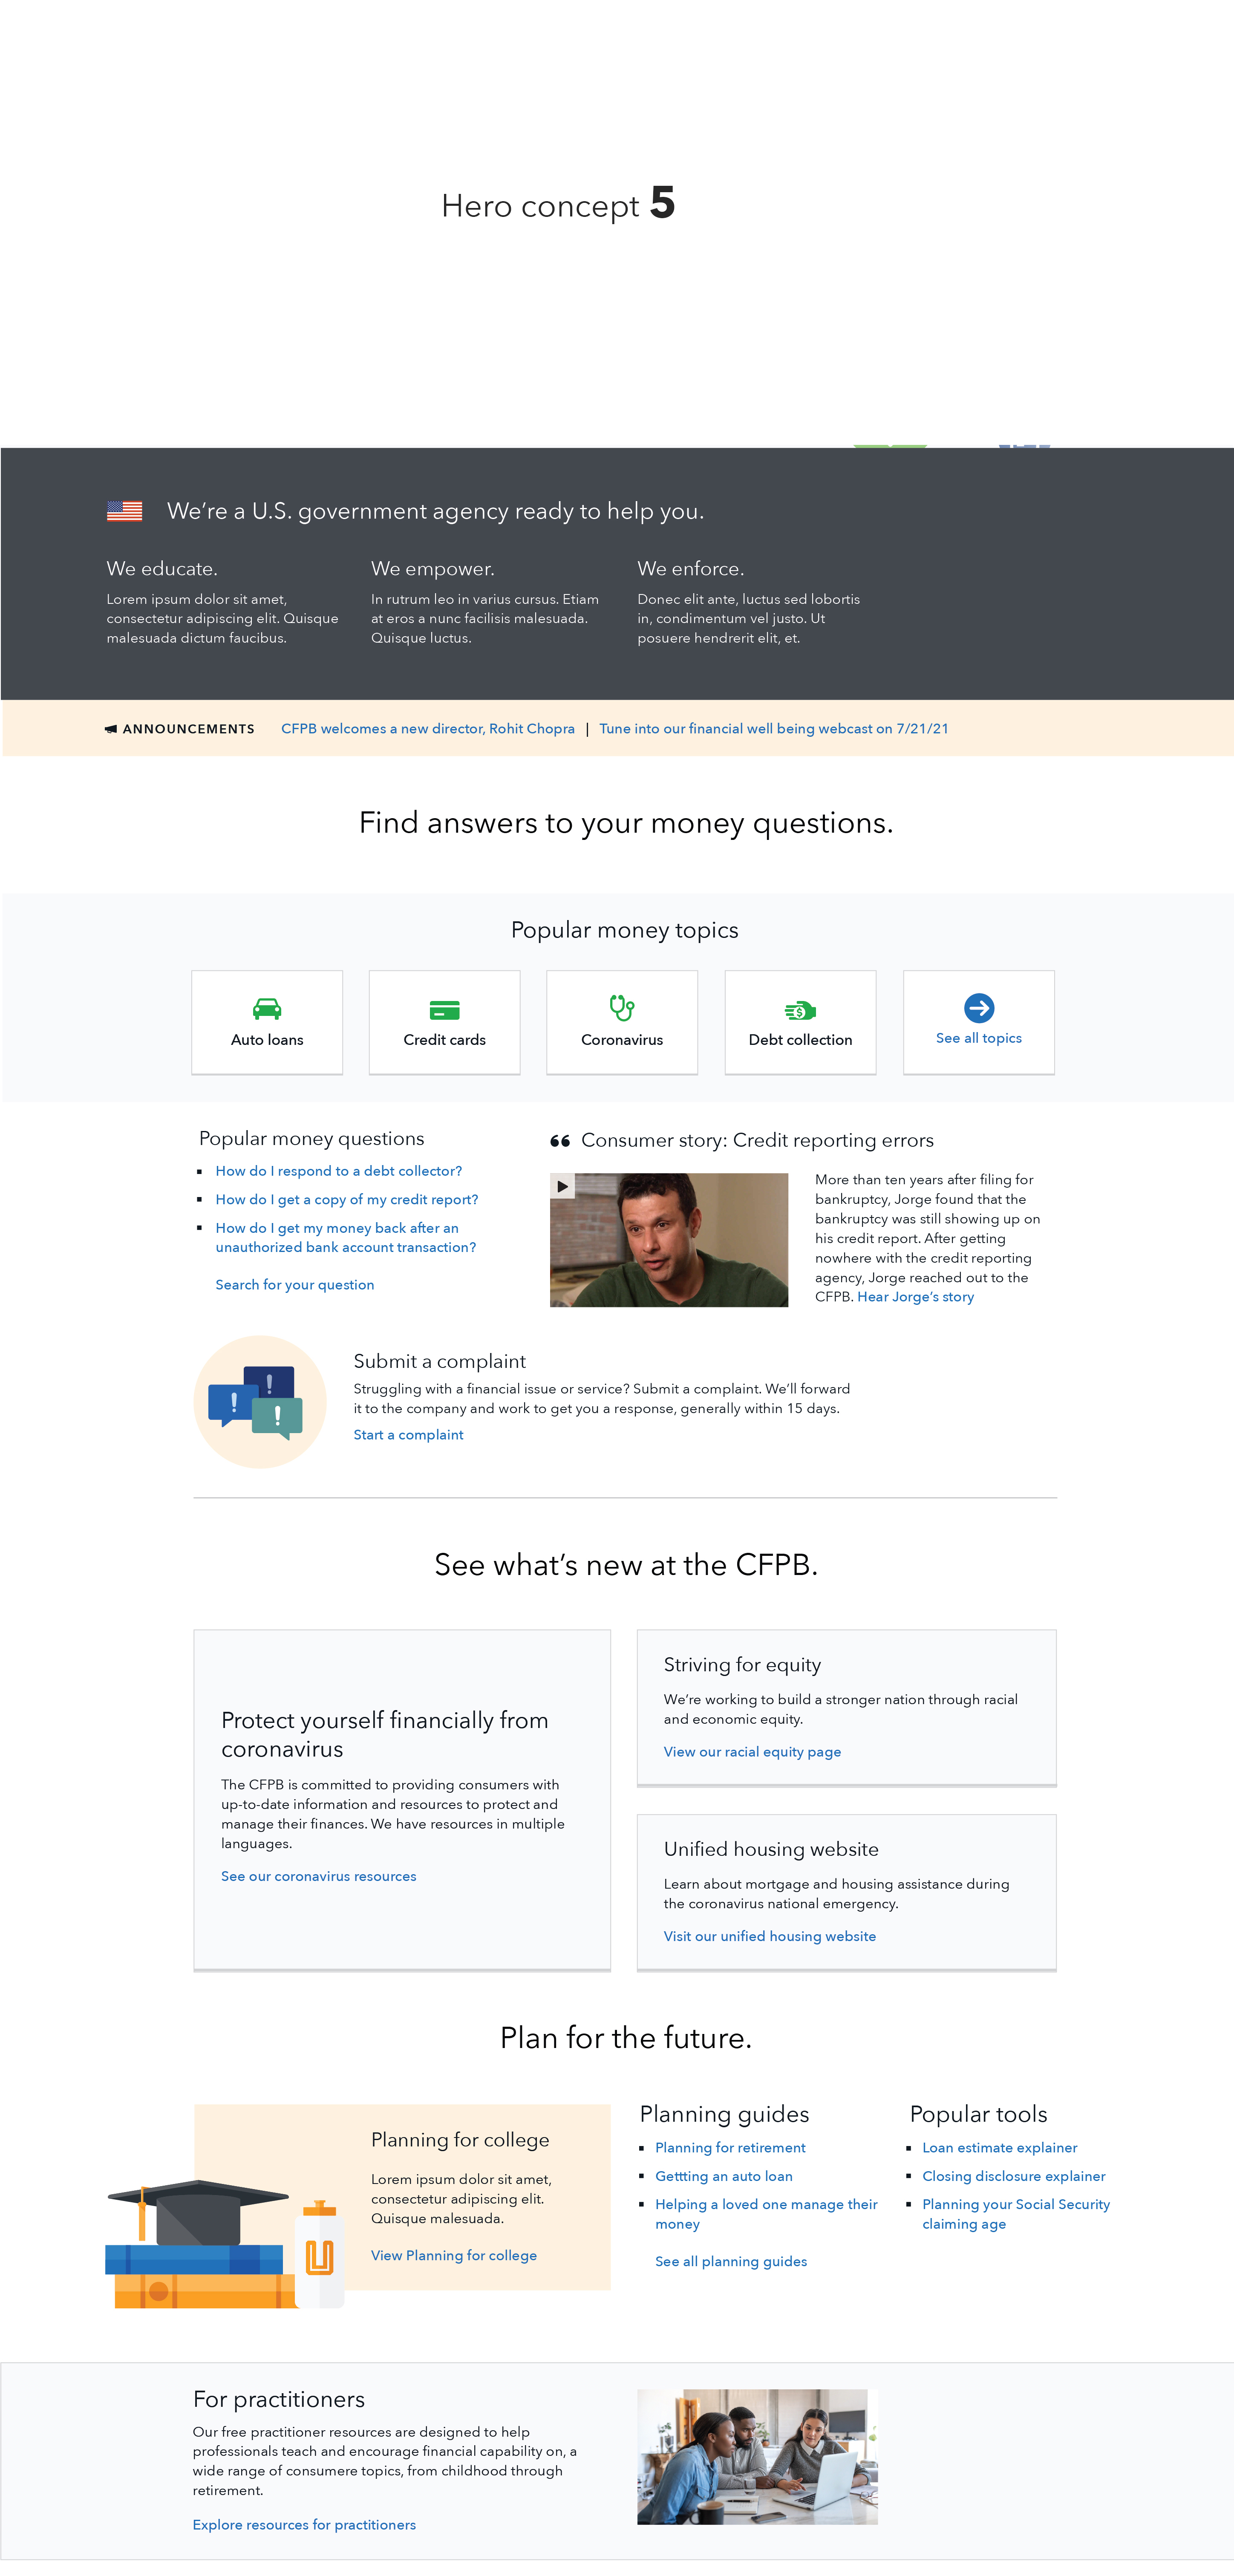 Hero concept 5
We’re a U.S. government agency ready to help you.
We educate.
Lorem ipsum dolor sit amet,
consectetur adipiscing elit. Quisque
malesuada dictum faucibus.
We empower.
In rutrum leo in varius cursus. Etiam
at eros a nunc facilisis malesuada.
Quisque luctus.
We enforce.
Donec elit ante, luctus sed lobortis
in, condimentum vel justo. Ut
posuere hendrerit elit, et.
ANNOUNCEMENTS CFPB welcomes a new director, Rohit Chopra | Tune into our financial well being webcast on 7/21/21
Find answers to your money questions.
Popular money topics
Auto loans
Credit cards
Coronavirus
Debt collection
See all topics
Popular money questions
How do I respond to a debt collector?
How do I get a copy of my credit report?
How do I get my money back after an
unauthorized bank account transaction?
Search for your question
Consumer story: Credit reporting errors
More than ten years after filing for
bankruptcy, Jorge found that the
bankruptcy was still showing up on
his credit report. After getting
nowhere with the credit reporting
agency, Jorge reached out to the
CFPB. Hear Jorge’s story
Submit a complaint
Struggling with a financial issue or service? Submit a complaint. We’ll forward
it to the company and work to get you a response, generally within 15 days.
Start a complaint
See what’s new at the CFPB.
Protect yourself financially from
coronavirus
The CFPB is committed to providing consumers with
up-to-date information and resources to protect and
manage their finances. We have resources in multiple
languages.
See our coronavirus resources
Striving for equity
We’re working to build a stronger nation through racial
and economic equity.
View our racial equity page
Unified housing website
Learn about mortgage and housing assistance during
the coronavirus national emergency.
Visit our unified housing website
Plan for the future.
Planning for college
Lorem ipsum dolor sit amet,
consectetur adipiscing elit.
Quisque malesuada.
View Planning for college
Planning guides
Planning for retirement
Gettting an auto loan
Helping a loved one manage their
money
See all planning guides
Popular tools
Loan estimate explainer
Closing disclosure explainer
Planning your Social Security
claiming age
For practitioners
Our free practitioner resources are designed to help
professionals teach and encourage financial capability on, a
wide range of consumere topics, from childhood through
retirement.
Explore resources for practitioners